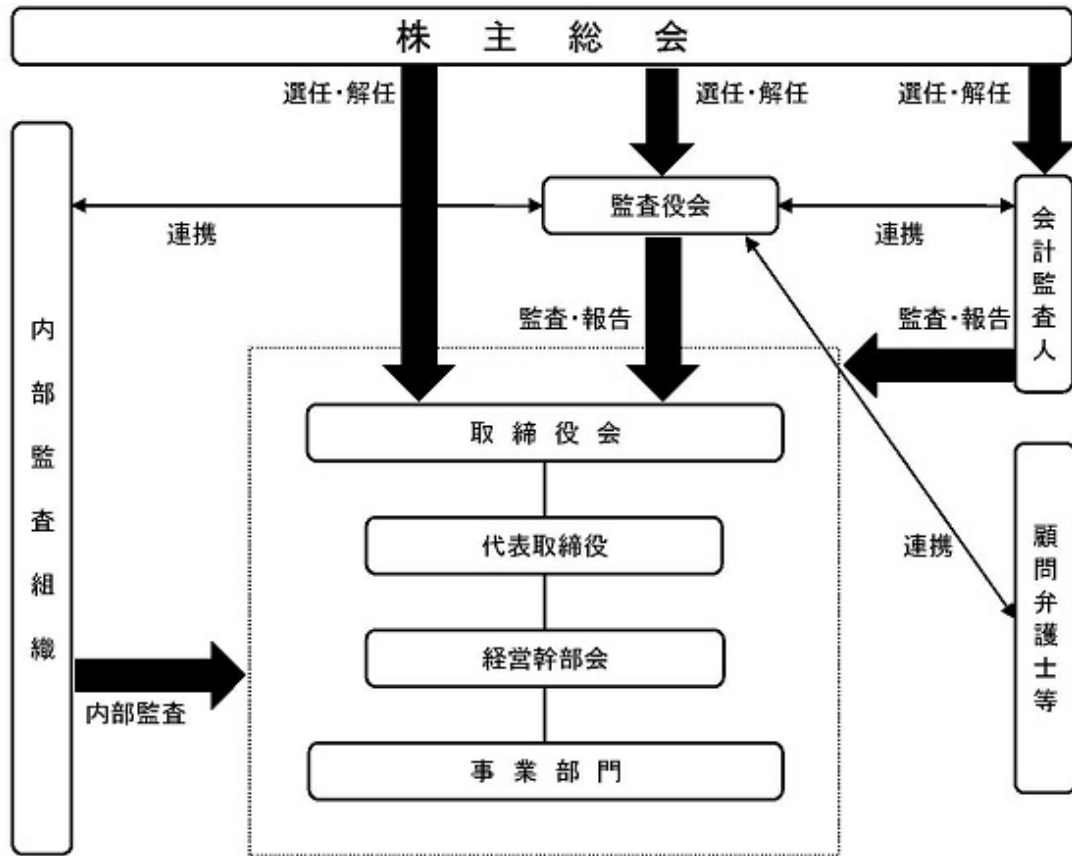 株主総会
選任・解任
選任・解任
選任・解任
監査役会
連携
連携
会計監査人
監査・報告
監査・報告
内部監査組織
取締役会
代表取締役
連携
顧問弁護士等
経営幹部会
内部監査
事業部門